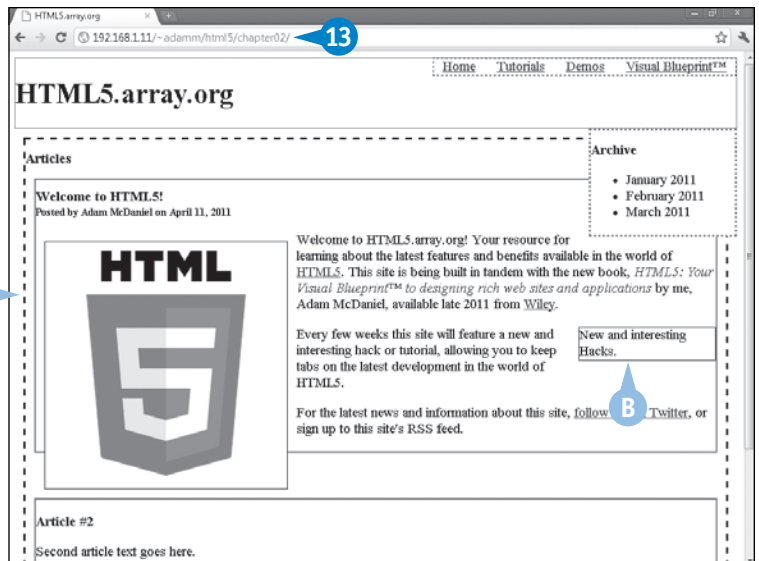 HTML5.array.org
192.168.1.11/~adamm/html5/chapter02/
13
Home Tutorials Demos Visual Blueprint™
HTML5.array.org
Archive
• January 2011
• February 2011
• March 2011
Articles
Welcome to HTML5!
Posted by Adam McDaniel on April 11, 2011
HTML
5
Welcome to HTML5.array.org! Your resource for
learning about the latest features and benefits available in the world of
HTML5. This site is being built in tandem with the new book, HTML5: Your
Visual Blueprint™ to designing rich web sites and applications by me,
Adam McDaniel, available late 2011 from Wiley.
Every few weeks this site will feature a new and
interesting hack or tutorial, allowing you to keep
tabs on the latest development in the world of
HTML5.
New and interesting
Hacks.
B
For the latest news and information about this site, follow Twitter, or
sign up to this site's RSS feed.
Article #2
Second article text goes here.